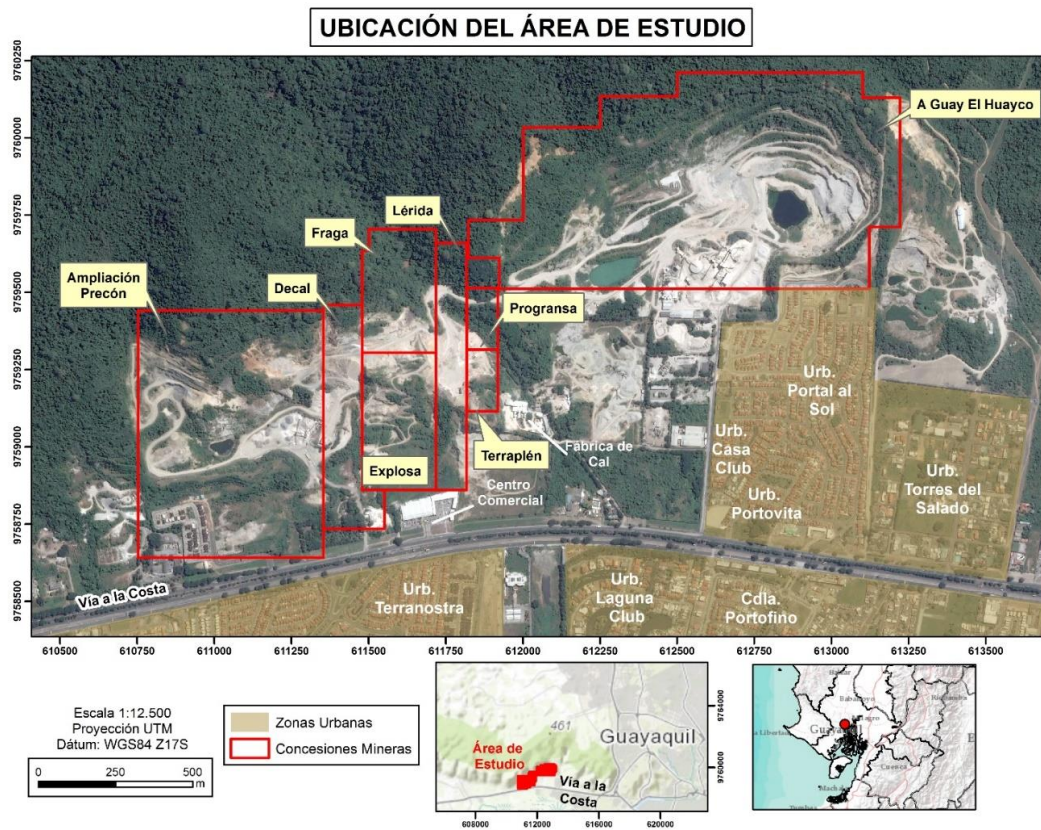 UBICACIÓN DEL ÁREA DE ESTUDIO
9760250
9760000
9759750
9759500
9759250
9759000
9758750
9758500
A Guay El Huayco
Lérida
Fraga
Ampliación
Precón
Decal
Progransa
Urb.
Portal al
Sol
Urb.
Casa
Club
Urb.
Portovita
Urb.
Torres del
Salado
Terraplén
Fábrica de
Cal
Explosa
Centro
Comercial
Vía a la Costa
Urb.
Terranostra
Urb.
Laguna
Club
Cdla.
Portofino
610500 610750 611000 611250 611500 611750 612000 612250 612500 612750 613000 613250 613500
Escala 1:12.500
Proyección UTM
Dátum: WGS84 Z17S
0 250 500
m
Zonas Urbanas
Concesiones Mineras
461
Guayaquil
Área de
Estudio
Vía a la
Costa
9764000
9760000
608000 612000 616000 620000
Babahoyo
Milagro
a Libertad
Cuenca
Machala